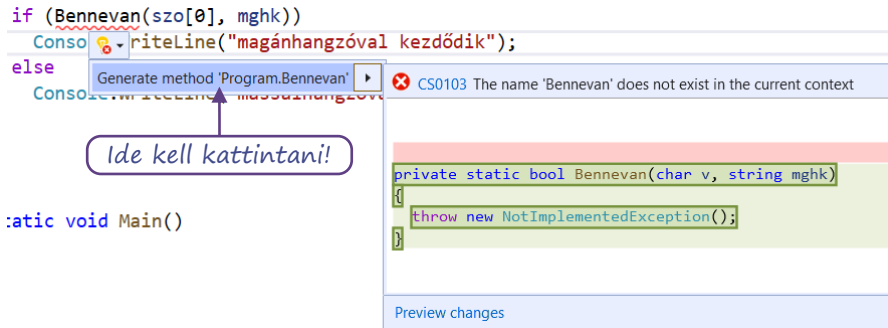 if (Bennevan(szo[0], mghk))
Conso riteLine("magánhangzóval kezdődik");
else
Generate method 'Program.Bennevan'
Console.WriteLine("mássalhangzóva
CS0103 The name 'Bennevan' does not exist in the current context
Ide kell kattintani!
private static bool Bennevan(char v, string mghk)
{
throw new NotImplementedException();
}
tatic void Main()
Preview changes